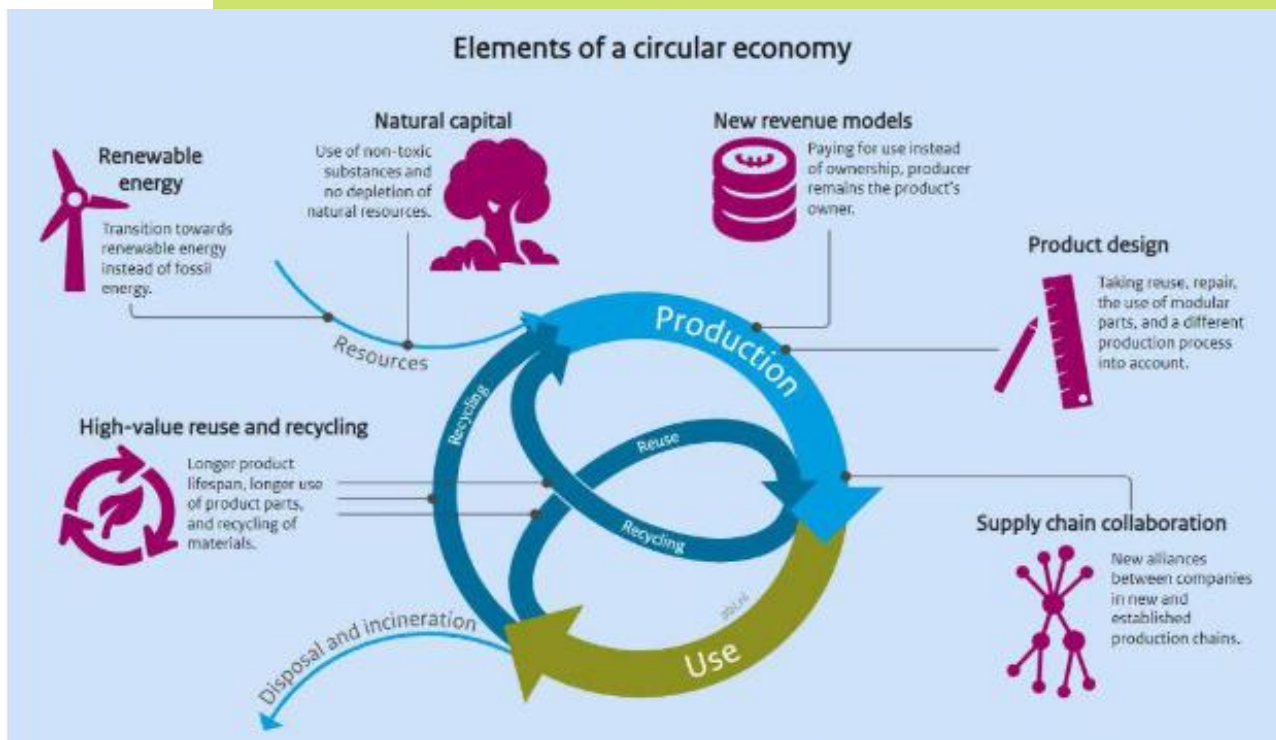 Elements of a circular economy
Natural capital
Use of non-toxic
substances and
no depletion of
natural resources.
New revenue models
Paying for use instead
of ownership, producer
remains the product's
owner.
Renewable
energy
Transition towards
renewable energy
instead of fossil
energy.
Product design
Taking reuse, repair,
the use of modular
parts, and a different
production process
into account.
Resources
Production
High-value reuse and recycling
Longer product
lifespan, longer use
of product parts,
and recycling of
materials.
Recycling
Reuse
Recycling
Supply chain collaboration
New alliances
between companies
in new and
established
production chains.
Use
pbl.nl
Disposal and incineration